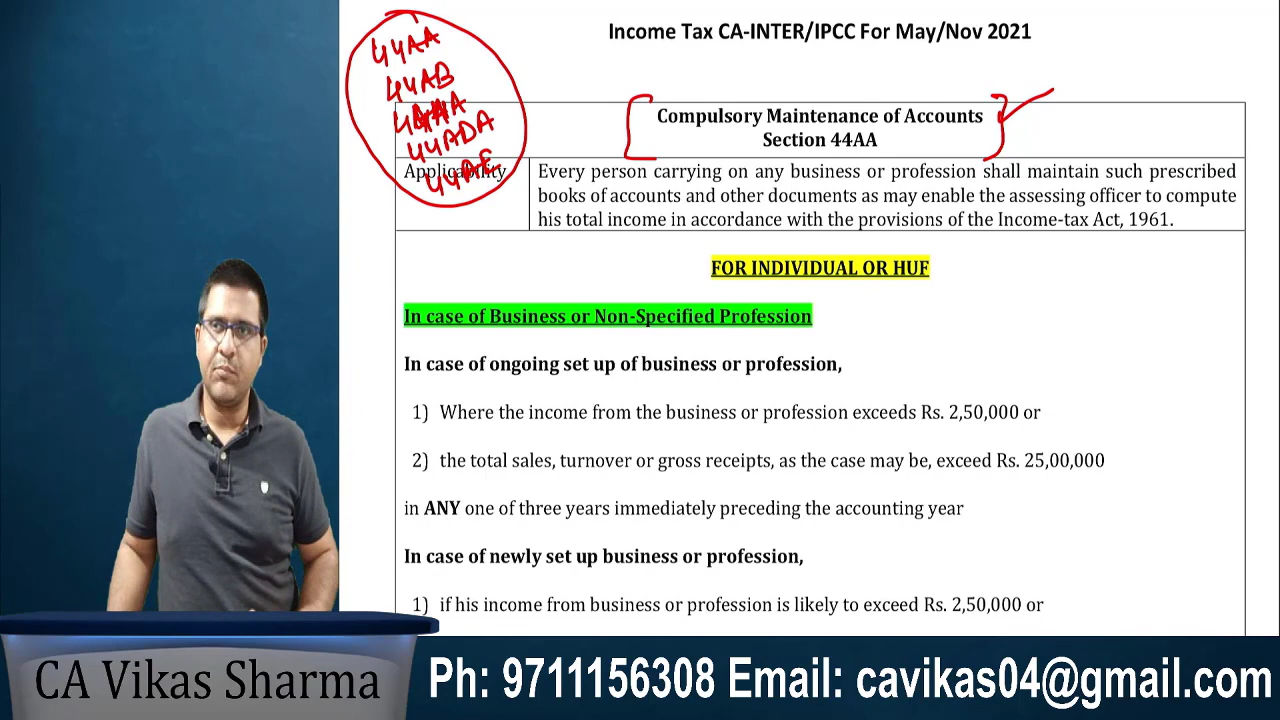 Income Tax CA-INTER/IPCC For May/Nov 2021
44AA
44AB
44ADA
44AE
Compulsory Maintenance of Accounts
Section 44AA
Applicability
Every person carrying on any business or profession shall maintain such prescribed
books of accounts and other documents as may enable the assessing officer to compute
his total income in accordance with the provisions of the Income-tax Act, 1961.
FOR INDIVIDUAL OR HUF
In case of Business or Non-Specified Profession
In case of ongoing set up of business or profession,
1) Where the income from the business or profession exceeds Rs. 2,50,000 or
2) the total sales, turnover or gross receipts, as the case may be, exceed Rs. 25,00,000
in ANY one of three years immediately preceding the accounting year
In case of newly set up business or profession,
1) if his income from business or profession is likely to exceed Rs. 2,50,000 or
CA Vikas Sharma
Ph: 9711156308 Email: cavikas04@gmail.com